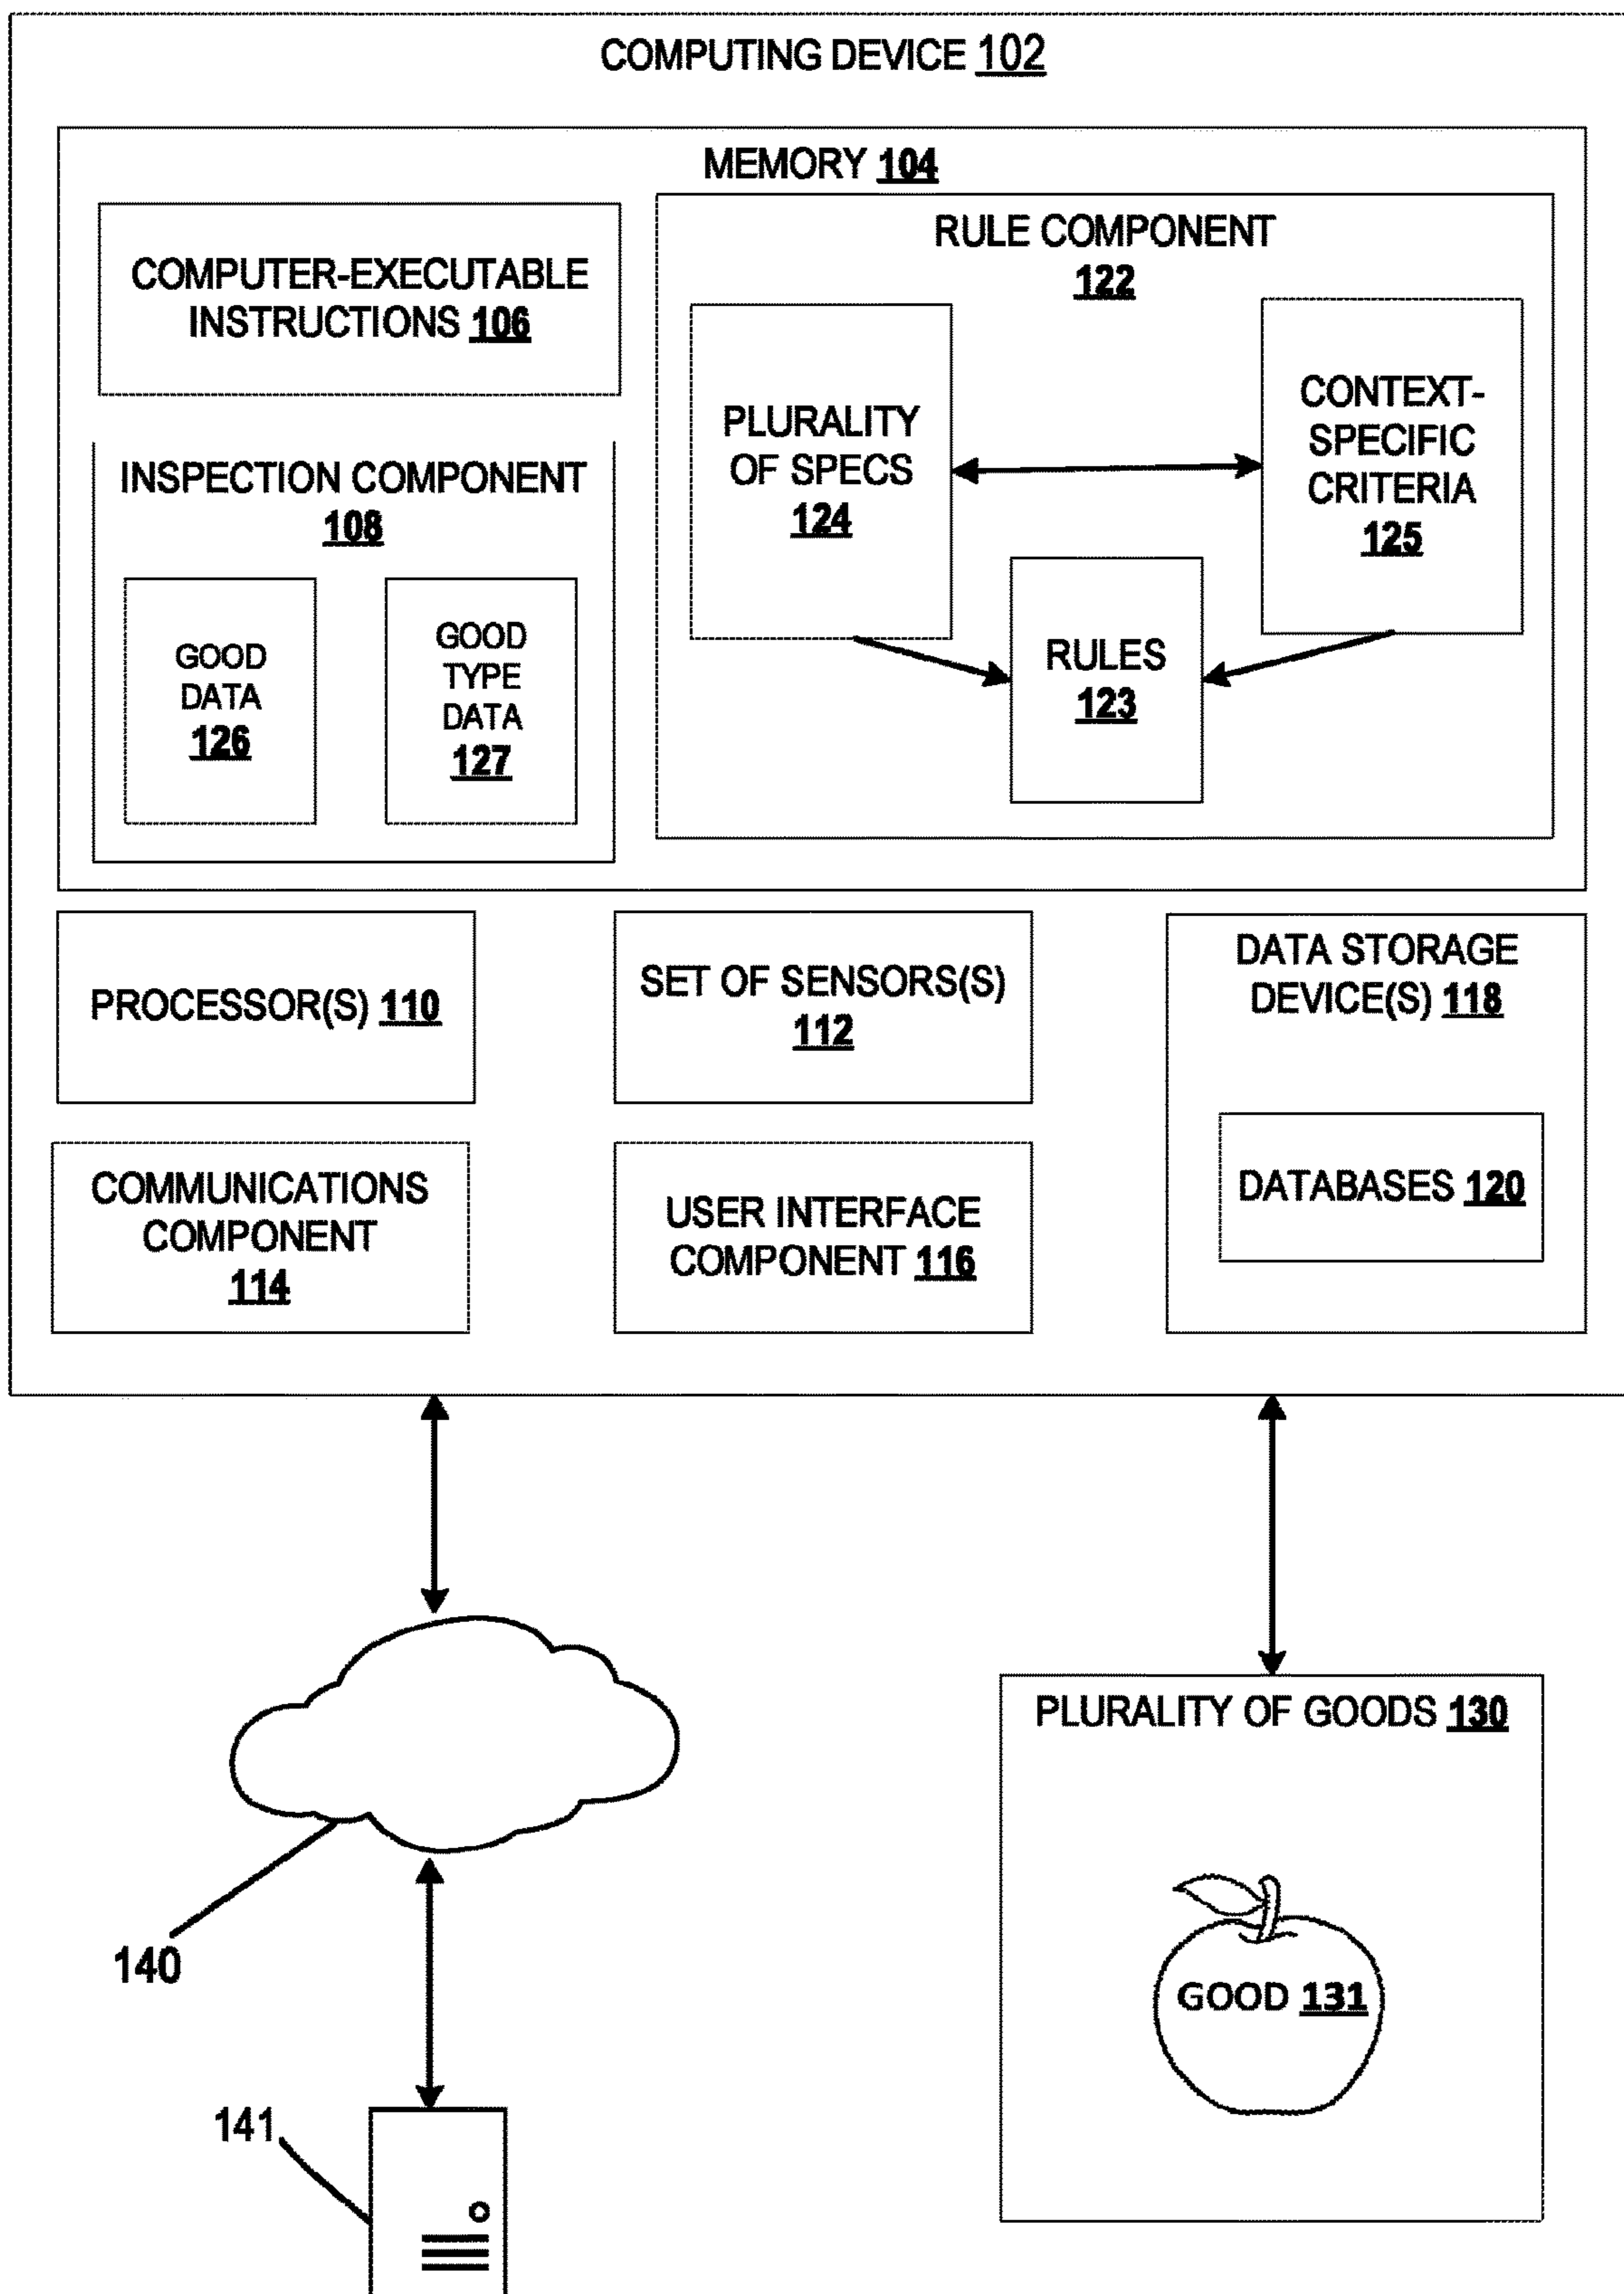 COMPUTING DEVICE 102
MEMORY 104
COMPUTER-EXECUTABLE
INSTRUCTIONS 106
INSPECTION COMPONENT
108
GOOD
DATA
126
GOOD
TYPE
DATA
127
RULE COMPONENT
122
PLURALITY
OF SPECS
124
CONTEXT-
SPECIFIC
CRITERIA
125
RULES
123
PROCESSOR(S) 110
SET OF SENSORS(S)
112
DATA STORAGE
DEVICE(S) 118
DATABASES 120
COMMUNICATIONS
COMPONENT
114
USER INTERFACE
COMPONENT 116
140
141
PLURALITY OF GOODS 130
GOOD 131